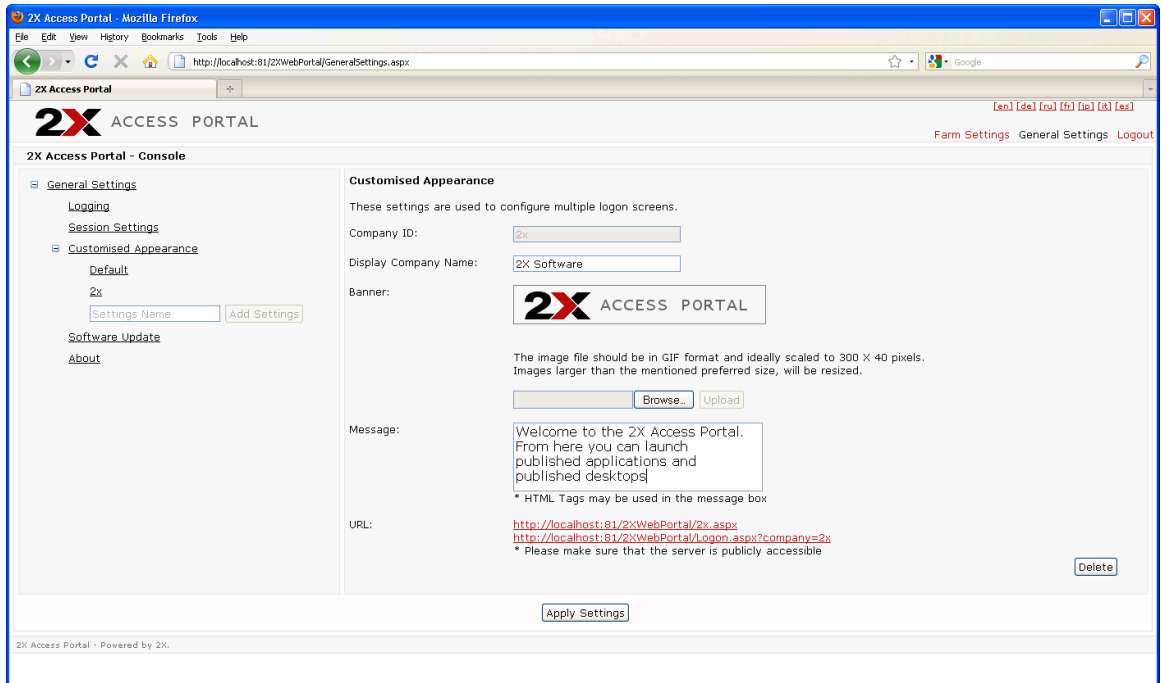 2X Access Portal - Mozilla Firefox
File Edit View History Bookmarks Tools Help
http://localhost:81/2XWebPortal/GeneralSettings.aspx
Google
2X Access Portal
[en] [de] [ru] [fr] [jp] [it] [es]
2X ACCESS PORTAL
Farm Settings General Settings Logout
2X Access Portal - Console
General Settings
Logging
Session Settings
Customised Appearance
Default
2x
Settings Name Add Settings
Software Update
About
Customised Appearance
These settings are used to configure multiple logon screens.
Company ID: 2x
Display Company Name: 2X Software
Banner: 2X ACCESS PORTAL
The image file should be in GIF format and ideally scaled to 300 X 40 pixels.
Images larger than the mentioned preferred size, will be resized.
Browse... Upload
Message: Welcome to the 2X Access Portal.
From here you can launch
published applications and
published desktops
* HTML Tags may be used in the message box
URL: http://localhost:81/2XWebPortal/2x.aspx
http://localhost:81/2XWebPortal/Logon.aspx?company=2x
* Please make sure that the server is publicly accessible
Delete
Apply Settings
2X Access Portal - Powered by 2X.